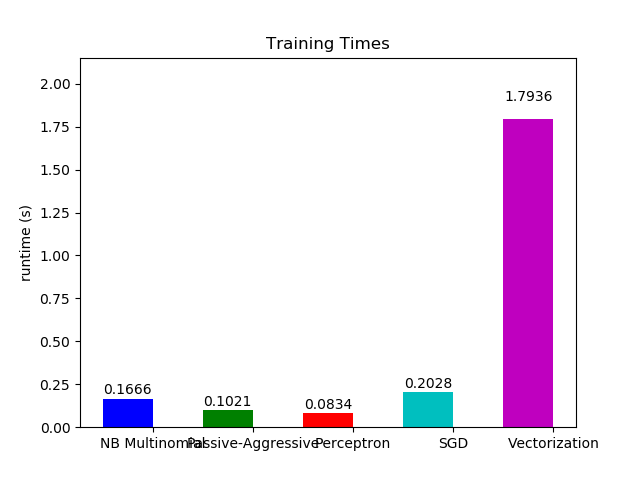 Training Times
runtime (s)
2.00
1.75
1.50
1.25
1.00
0.75
0.50
0.25
0.00
0.1666
0.1021
0.0834
0.2028
1.7936
NB Multinomial
Passive-Aggressive
Perceptron
SGD
Vectorization